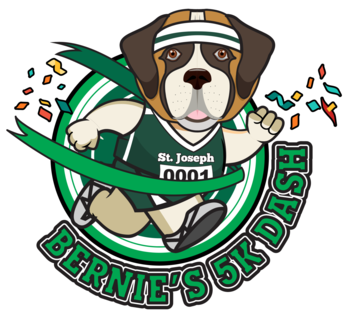 St. Joseph
0001
BERNIE'S 5K DASH